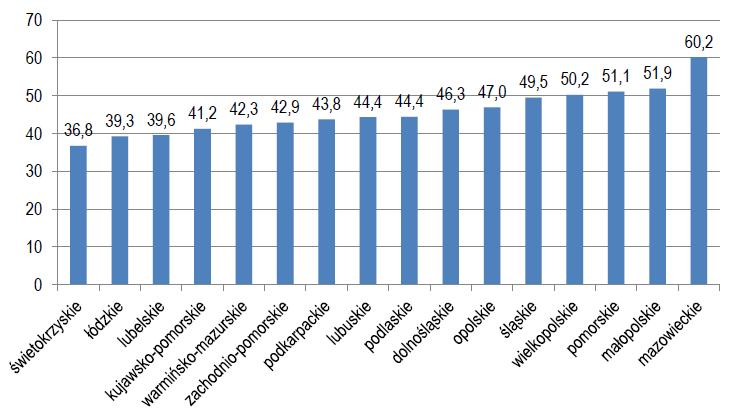 70
60
50
40
30
20
10
0
36,8
39,3
39,6
41,2
42,3
42,9
43,8
44,4
44,4
46,3
47,0
49,5
50,2
51,1
51,9
60,2
świetokrzyskie
łódzkie
lubelskie
kujawsko-pomorskie
warmińsko-mazurskie
zachodnio-pomorskie
podkarpackie
lubuskie
podlaskie
dolnośląskie
opolskie
śląskie
wielkopolskie
pomorskie
małopolskie
mazowieckie